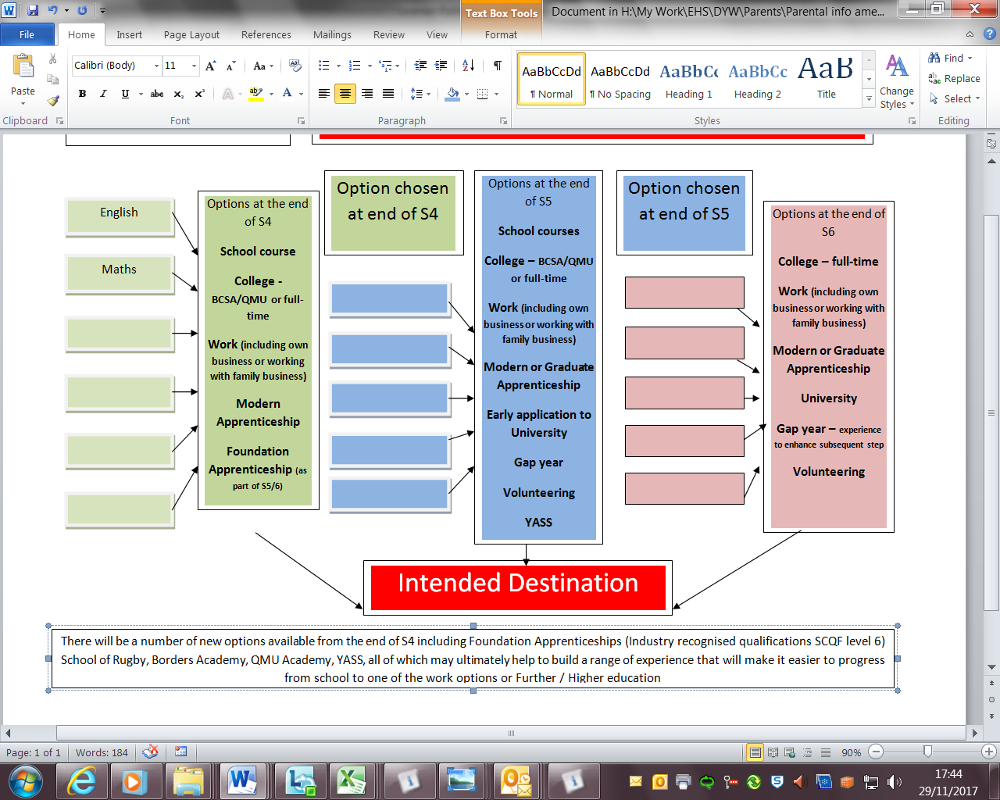 Text Box Tools
Document in H:\My Work\EHS\DYW\Parents\Parental info ame...
File
Home
Insert
Page Layout
References
Mailings
Review
View
Format
Paste
Clipboard
Calibri (Body)
11
Font
Paragraph
AaBbCcDd
¶ Normal
AaBbCcDd
¶ No Spacing
AaBbCc
Heading 1
AaBbCc
Heading 2
AaB
Title
Change
Styles
Styles
Find
Replace
Select
Editing
English
Maths
Options at the end
of S4
School course
College -
BCSA/QMU or full-
time
Work (including own
business or working
with family business)
Modern
Apprenticeship
Foundation
Apprenticeship (as
part of S5/6)
Option chosen
at end of S4
Options at the end
of S5
School courses
College – BCSA/QMU
or full-time
Work (including own
business or working with
family business)
Modern or Graduate
Apprenticeship
Early application to
University
Gap year
Volunteering
YASS
Option chosen
at end of S5
Options at the end of
S6
College – full-time
Work (including own
business or working with
family business)
Modern or Graduate
Apprenticeship
University
Gap year – experience
to enhance subsequent step
Volunteering
Intended Destination
There will be a number of new options available from the end of S4 including Foundation Apprenticeships (Industry recognised qualifications SCQF level 6)
School of Rugby, Borders Academy, QMU Academy, YASS, all of which may ultimately help to build a range of experience that will make it easier to progress
from school to one of the work options or Further / Higher education
Page: 1 of 1
Words: 184
90%
17:44
29/11/2017